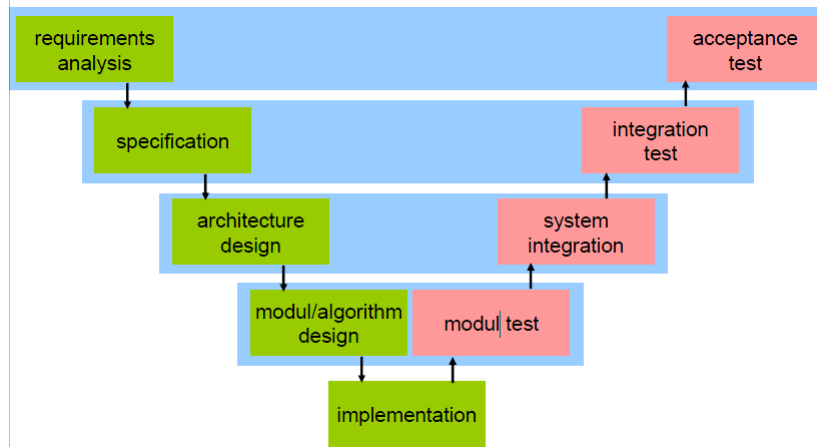 requirements
analysis
acceptance
test
specification
integration
test
architecture
design
system
integration
modul/algorithm
design
modul test
implementation